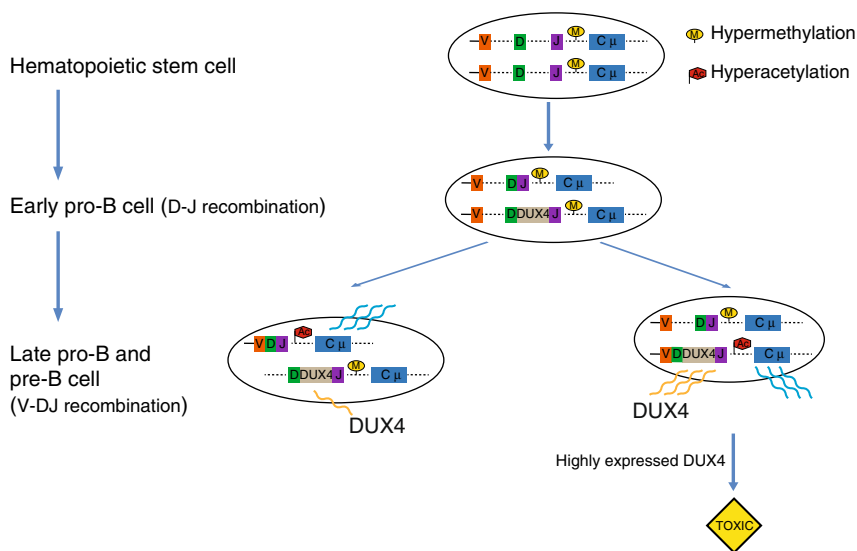 V D J M C μ
V D J M C μ
M Hypermethylation
Ac Hyperacetylation
Hematopoietic stem cell
Early pro-B cell (D-J recombination)
V D J M C μ
V D DUX4 J M C μ
Late pro-B and
pre-B cell
(V-DJ recombination)
V D J Ac C μ
D DUX4 J M C μ
DUX4
V D J M C μ
V D DUX4 J Ac C μ
DUX4
Highly expressed DUX4
TOXIC